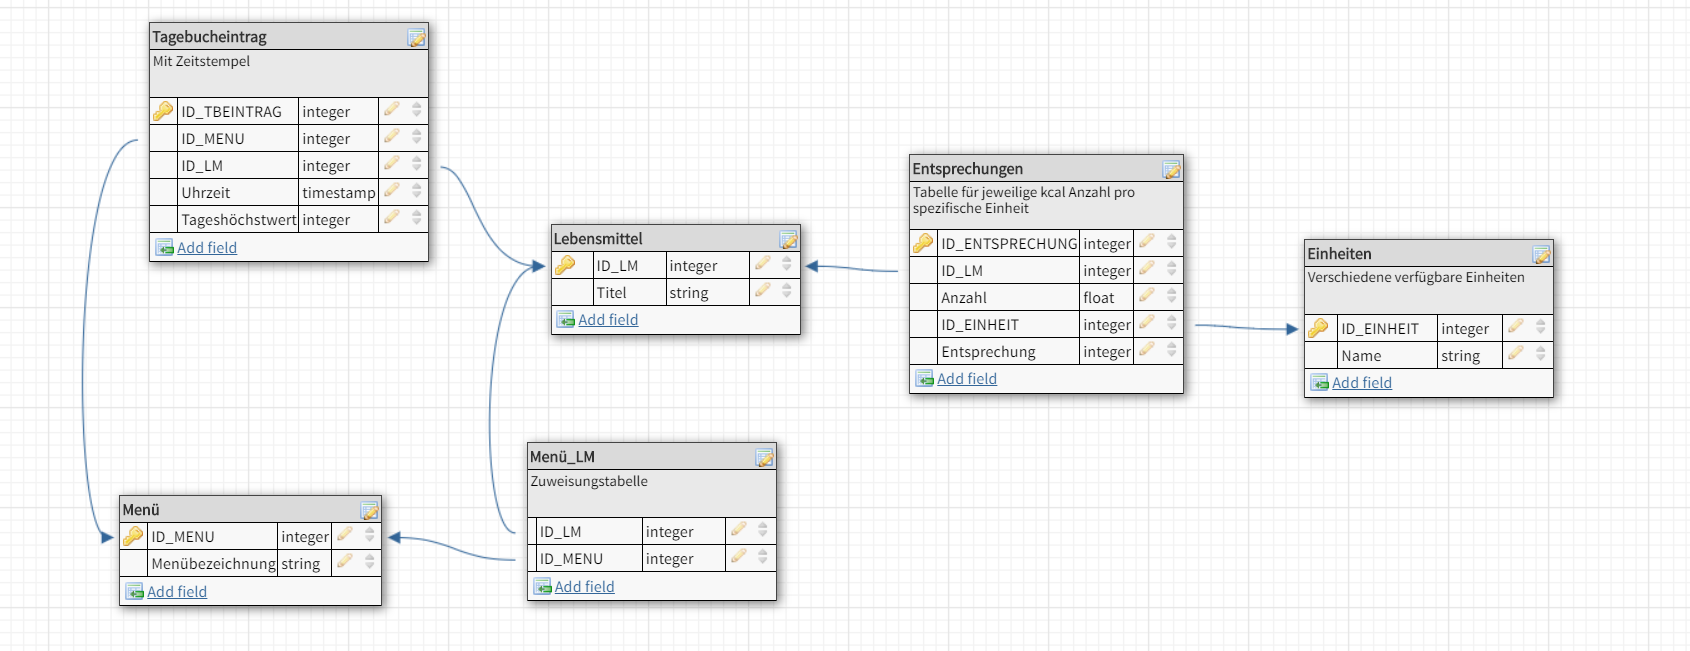 Tagebucheintrag
Mit Zeitstempel
ID_TBEINTRAG integer
ID_MENU integer
ID_LM integer
Uhrzeit timestamp
Tageshöchstwert integer
Add field
Lebensmittel
ID_LM integer
Titel string
Add field
Entsprechungen
Tabelle für jeweilige kcal Anzahl pro
spezifische Einheit
ID_ENTSPRECHUNG integer
ID_LM integer
Anzahl float
ID_EINHEIT integer
Entsprechung integer
Add field
Einheiten
Verschiedene verfügbare Einheiten
ID_EINHEIT integer
Name string
Add field
Menü
ID_MENU integer
Menübezeichnung string
Add field
Menü_LM
Zuweisungstabelle
ID_LM integer
ID_MENU integer
Add field